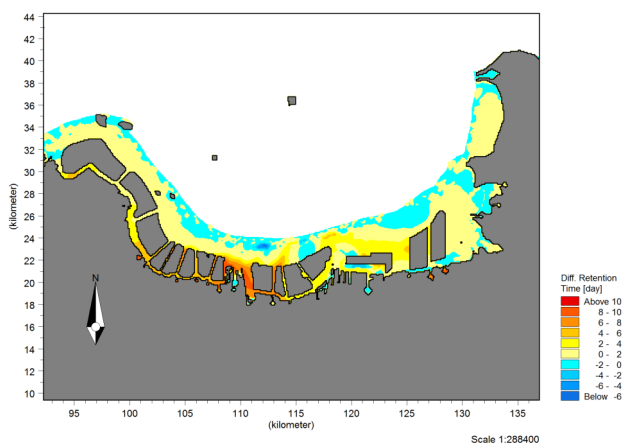 44
42
40
38
36
34
32
30
28
26
24
22
20
18
16
14
12
10
(kilometer)
N
95 100 105 110 115 120 125 130 135
(kilometer)
Diff. Retention
Time [day]
Above 10
8 - 10
6 - 8
4 - 6
2 - 4
0 - 2
-2 - 0
-4 - -2
-6 - -4
Below -6
Scale 1:288400